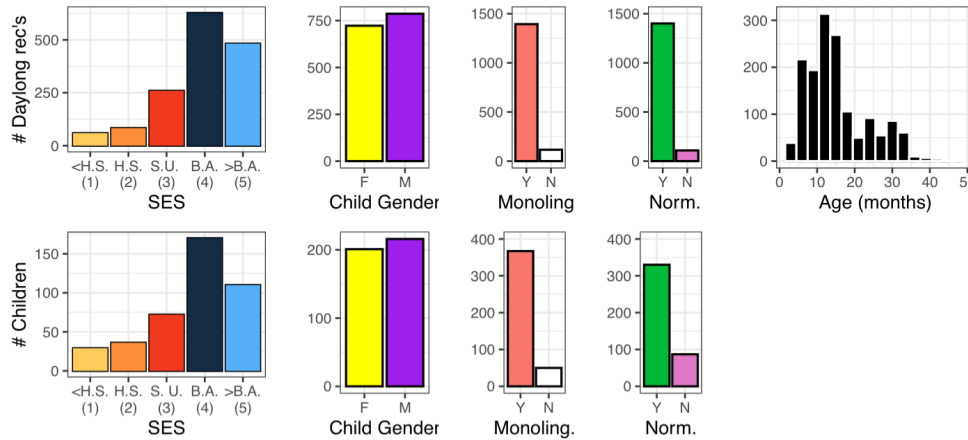 # Daylong rec's
500
250
0
<H.S. H.S. S.U. B.A. >B.A.
(1) (2) (3) (4) (5)
SES
750
500
250
0
F M
Child Gender
1500
1000
500
0
Y N
Monoling
1500
1000
500
0
Y N
Norm.
300
200
100
0
0 10 20 30 40 50
Age (months)
# Children
150
100
50
0
<H.S. H.S. S. U. B.A. >B.A.
(1) (2) (3) (4) (5)
SES
200
100
0
F M
Child Gender
400
300
200
100
0
Y N
Monoling.
400
300
200
100
0
Y N
Norm.